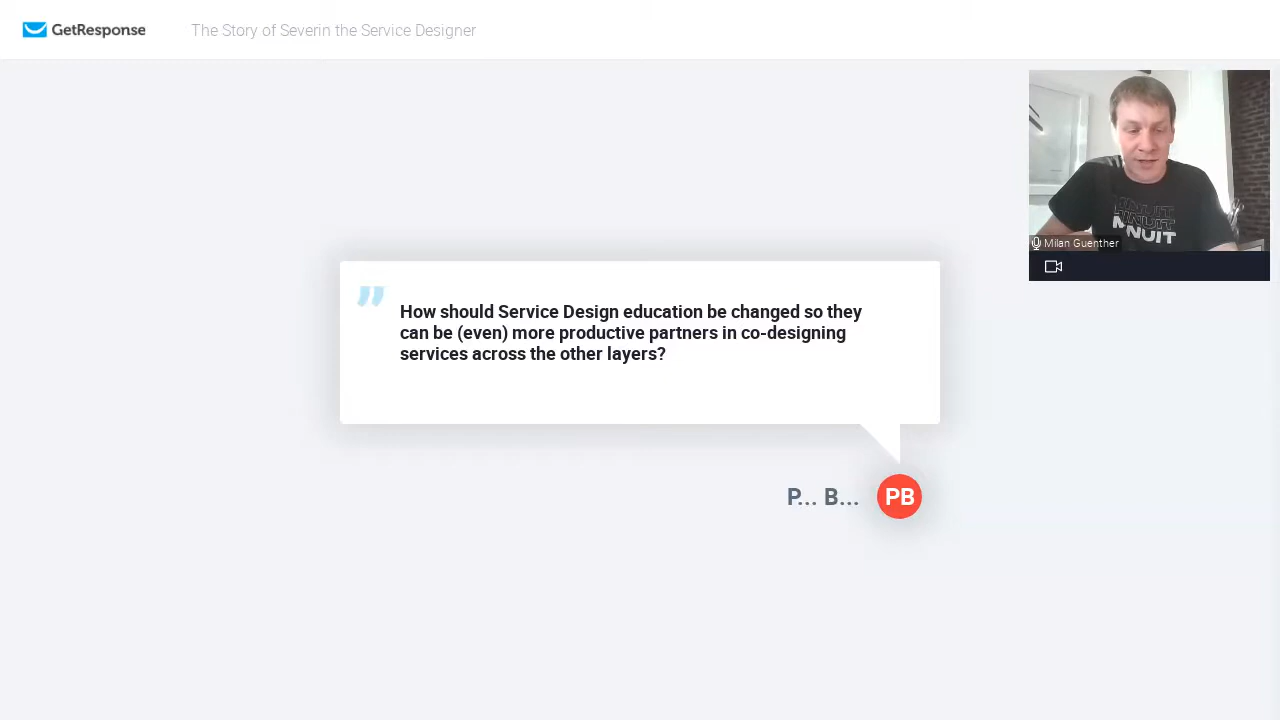 GetResponse
The Story of Severin the Service Designer
MNUIT
Milan Guenther
How should Service Design education be changed so they
can be (even) more productive partners in co-designing
services across the other layers?
P... B...
PB